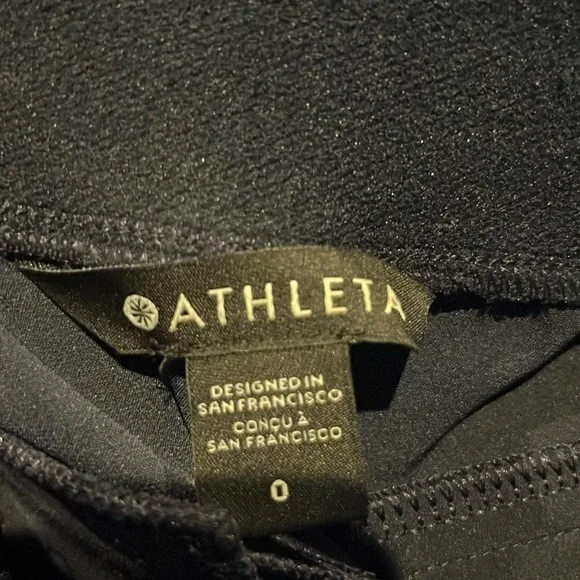 ATHLETA
DESIGNED IN
SAN FRANCISCO
CONÇU À
SAN FRANCISCO
0